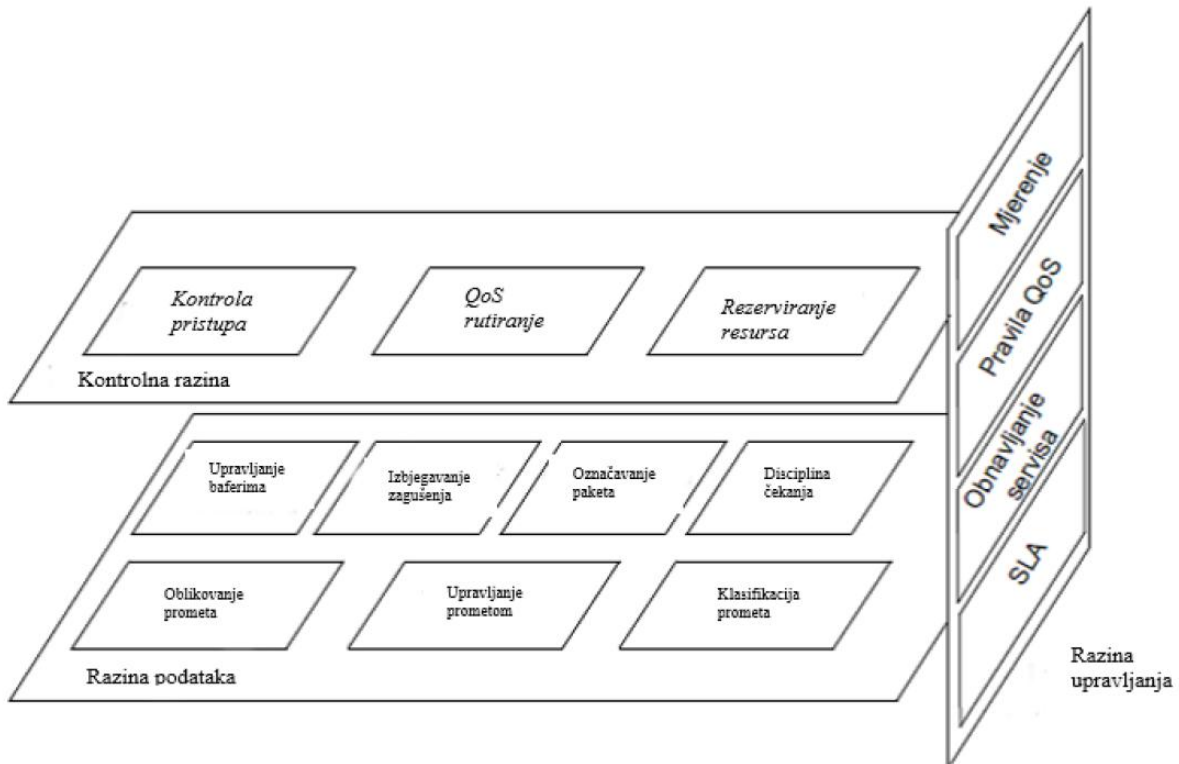 Mjerenje
Pravila QoS
Obnavljanje
servisa
SLA
Kontrola
pristupa
QoS
rutiranje
Rezerviranje
resursa
Kontrolna razina
Upravljanje
baferima
Izbjegavanje
zagušenja
Označavanje
paketa
Disciplina
čekanja
Oblikovanje
prometa
Upravljanje
prometom
Klasifikacija
prometa
Razina podataka
Razina
upravljanja